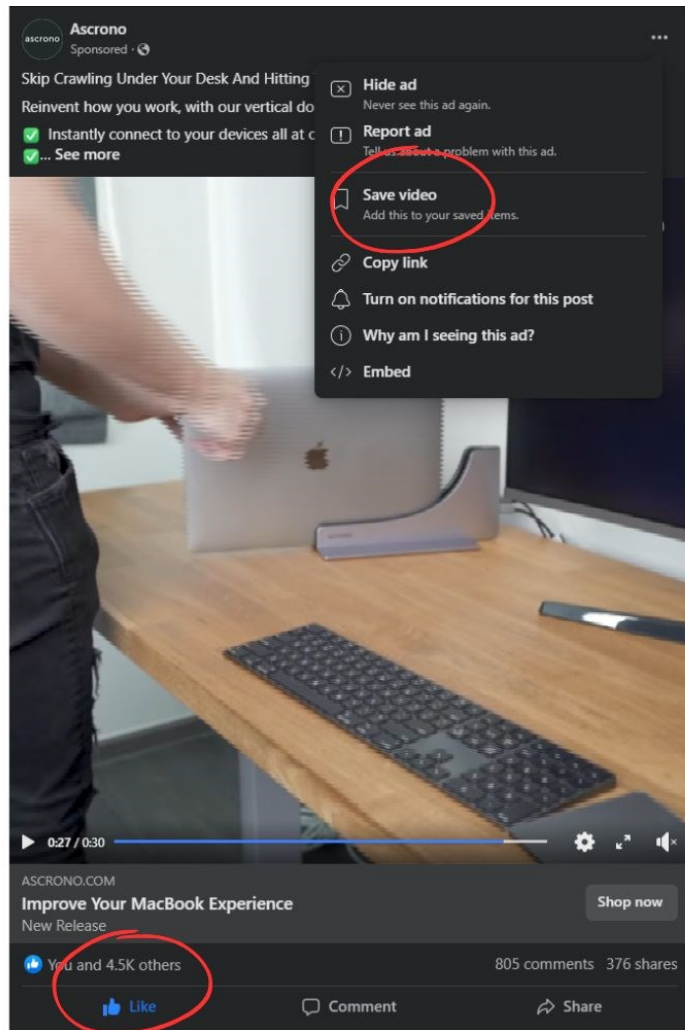 ascrono
Ascrono
Sponsored ·
Skip Crawling Under Your Desk And Hitting
Reinvent how you work, with our vertical do
Instantly connect to your devices all at
... See more
Hide ad
Never see this ad again.
Report ad
Tell us about a problem with this ad.
Save video
Add this to your saved items.
Copy link
Turn on notifications for this post
Why am I seeing this ad?
</> Embed
0:27 / 0:30
ASCRONO.COM
Improve Your MacBook Experience
New Release
Shop now
You and 4.5K others
805 comments 376 shares
Like
Comment
Share